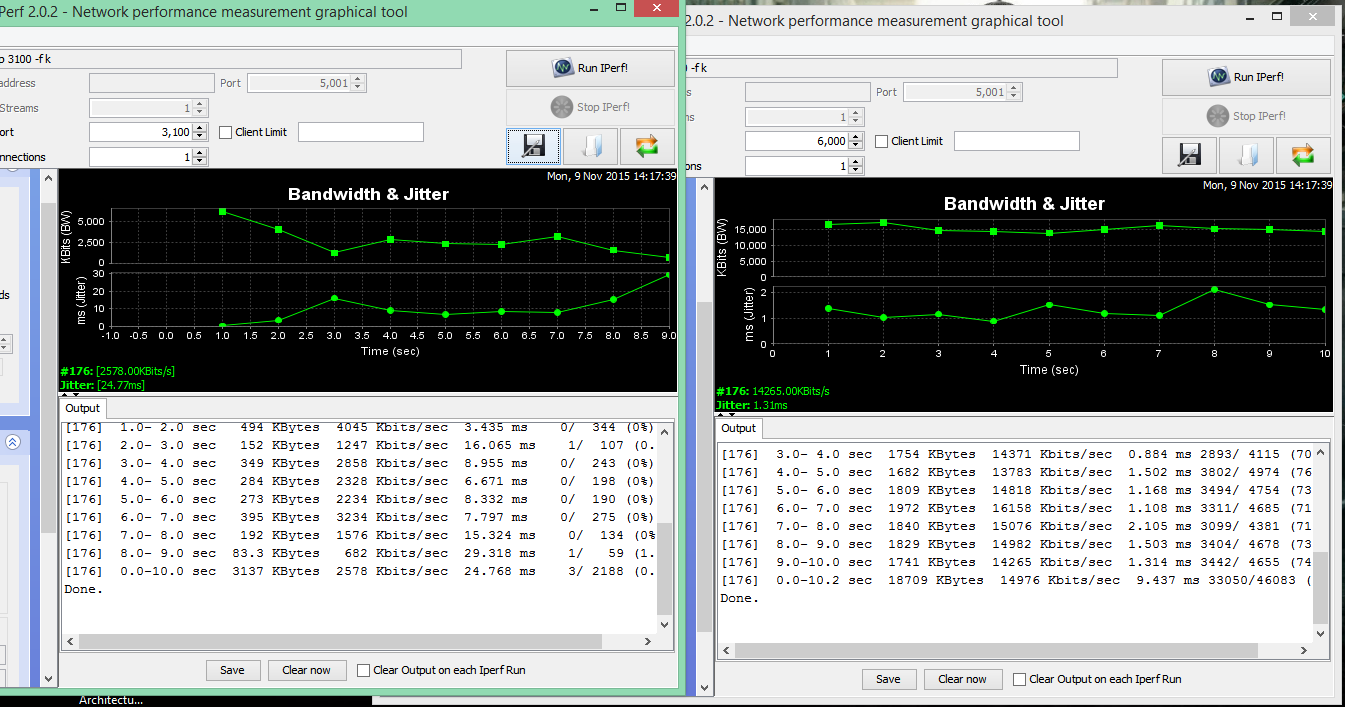 Perf 2.0.2 - Network performance measurement graphical tool
p 3100 -f k
address
Port
5,001
Run IPerf!
Streams
1
Stop IPerf!
ort
3,100
Client Limit
nnections
1
Mon, 9 Nov 2015 14:17:39
Bandwidth & Jitter
KBits (BW)
5,000
2,500
0
ms (Jitter)
30
20
10
0
-1.0 -0.5 0.0 0.5 1.0 1.5 2.0 2.5 3.0 3.5 4.0 4.5 5.0 5.5 6.0 6.5 7.0 7.5 8.0 8.5 9.0
Time (sec)
#176: [2578.00KBits/s]
Jitter: [24.77ms]
ds
Output
[176] 1.0- 2.0 sec 494 KBytes 4045 Kbits/sec 3.435 ms 0/ 344 (0%)
[176] 2.0- 3.0 sec 152 KBytes 1247 Kbits/sec 16.065 ms 1/ 107 (0.
[176] 3.0- 4.0 sec 349 KBytes 2858 Kbits/sec 8.955 ms 0/ 243 (0%)
[176] 4.0- 5.0 sec 284 KBytes 2328 Kbits/sec 6.671 ms 0/ 198 (0%)
[176] 5.0- 6.0 sec 273 KBytes 2234 Kbits/sec 8.332 ms 0/ 190 (0%)
[176] 6.0- 7.0 sec 395 KBytes 3234 Kbits/sec 7.797 ms 0/ 275 (0%)
[176] 7.0- 8.0 sec 192 KBytes 1576 Kbits/sec 15.324 ms 0/ 134 (0%
[176] 8.0- 9.0 sec 83.3 KBytes 682 Kbits/sec 29.318 ms 1/ 59 (1.
[176] 0.0-10.0 sec 3137 KBytes 2578 Kbits/sec 24.768 ms 3/ 2188 (0.
Done.
Save
Clear now
Clear Output on each Iperf Run
Architectu...
2.0.2 - Network performance measurement graphical tool
-f k
s
Port
5,001
Run IPerf!
ms
1
Stop IPerf!
6,000
Client Limit
ons
1
Mon, 9 Nov 2015 14:17:39
Bandwidth & Jitter
KBits (BW)
15,000
10,000
5,000
0
ms (Jitter)
2
1
0
0 1 2 3 4 5 6 7 8 9 10
Time (sec)
#176: 14265.00KBits/s
Jitter: 1.31ms
Output
[176] 3.0- 4.0 sec 1754 KBytes 14371 Kbits/sec 0.884 ms 2893/ 4115 (70
[176] 4.0- 5.0 sec 1682 KBytes 13783 Kbits/sec 1.502 ms 3802/ 4974 (76
[176] 5.0- 6.0 sec 1809 KBytes 14818 Kbits/sec 1.168 ms 3494/ 4754 (73
[176] 6.0- 7.0 sec 1972 KBytes 16158 Kbits/sec 1.108 ms 3311/ 4685 (71
[176] 7.0- 8.0 sec 1840 KBytes 15076 Kbits/sec 2.105 ms 3099/ 4381 (71
[176] 8.0- 9.0 sec 1829 KBytes 14982 Kbits/sec 1.503 ms 3404/ 4678 (73
[176] 9.0-10.0 sec 1741 KBytes 14265 Kbits/sec 1.314 ms 3442/ 4655 (74
[176] 0.0-10.2 sec 18709 KBytes 14976 Kbits/sec 9.437 ms 33050/46083 (
Done.
Save
Clear now
Clear Output on each Iperf Run